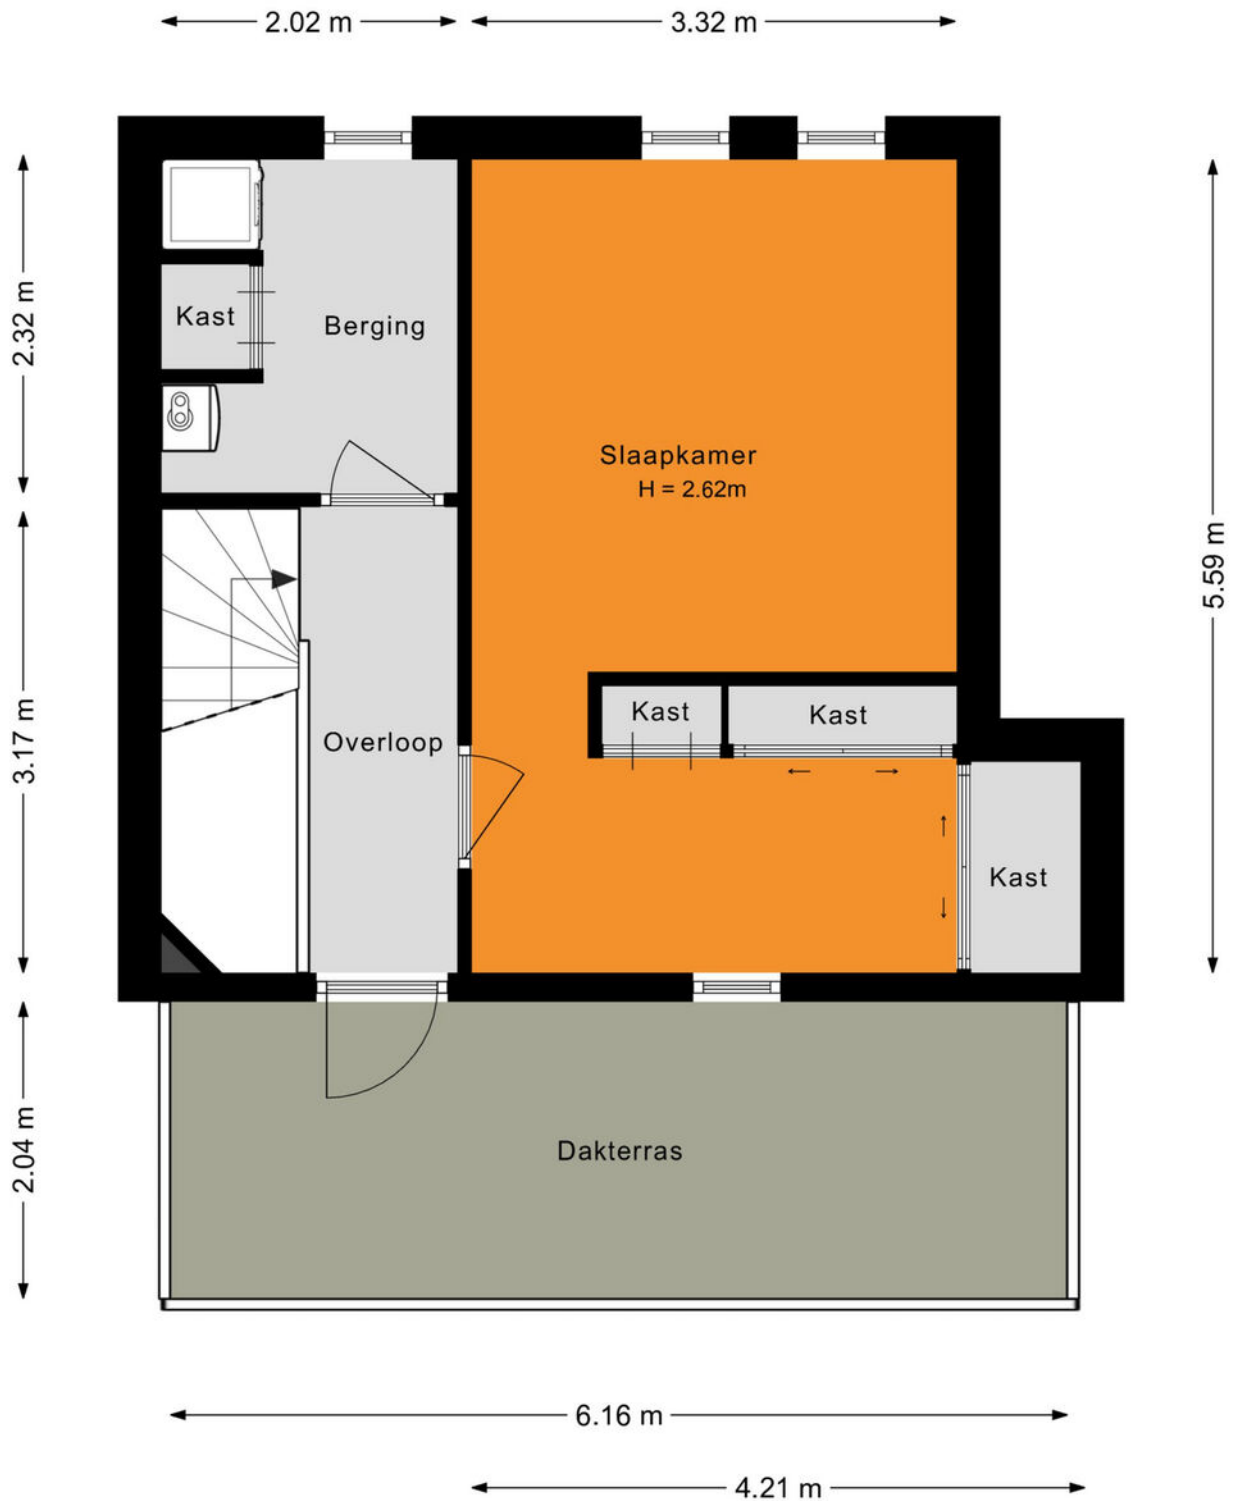 2.02 m
3.32 m
2.32 m
Kast
Berging
Slaapkamer
H = 2.62m
5.59 m
3.17 m
Overloop
Kast
Kast
Kast
2.04 m
Dakterras
6.16 m
4.21 m